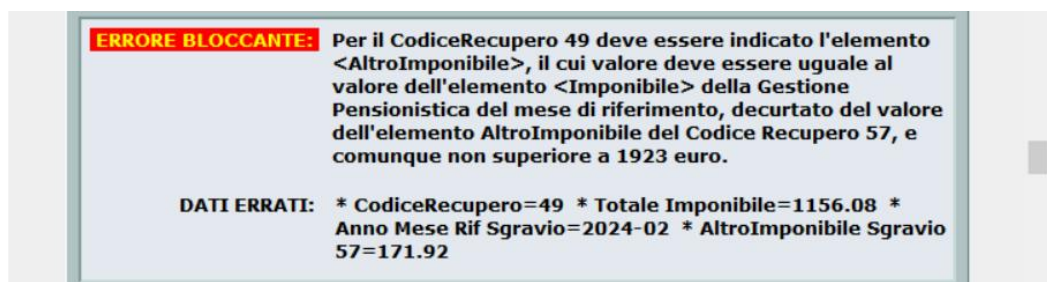 ERRORE BLOCCANTE: Per il CodiceRecupero 49 deve essere indicato l'elemento
<AltroImponibile>, il cui valore deve essere uguale al
valore dell'elemento <Imponibile> della Gestione
Pensionistica del mese di riferimento, decurtato del valore
dell'elemento AltroImponibile del Codice Recupero 57, e
comunque non superiore a 1923 euro.
DATI ERRATI: * CodiceRecupero=49 * Totale Imponibile=1156.08 *
Anno Mese Rif Sgravio=2024-02 * AltroImponibile Sgravio
57=171.92